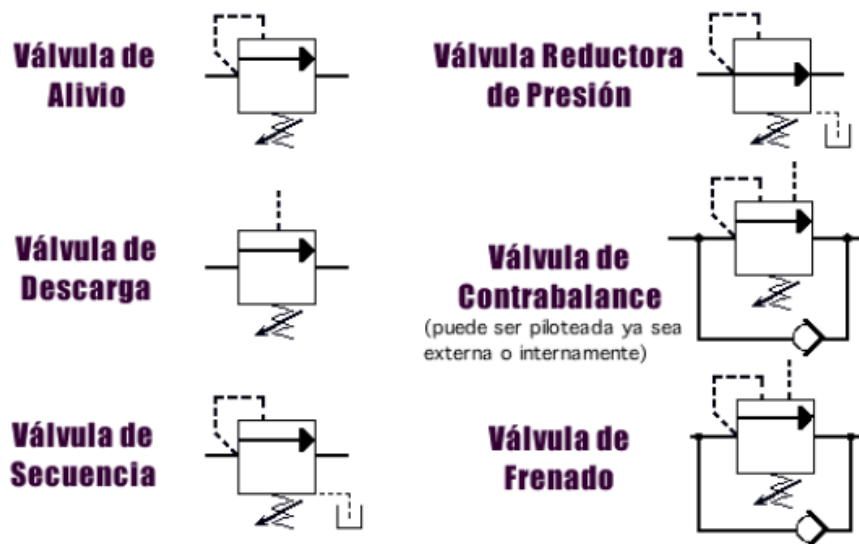 Válvula de
Alivio
Válvula Reductora
de Presión
Válvula de
Descarga
Válvula de
Contrabalance
(puede ser piloteada ya sea
externa o internamente)
Válvula de
Secuencia
Válvula de
Frenado